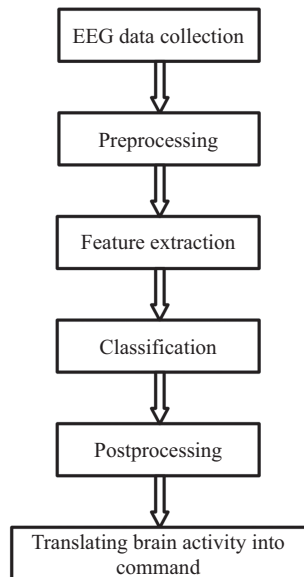 EEG data collection
Preprocessing
Feature extraction
Classification
Postprocessing
Translating brain activity into
command